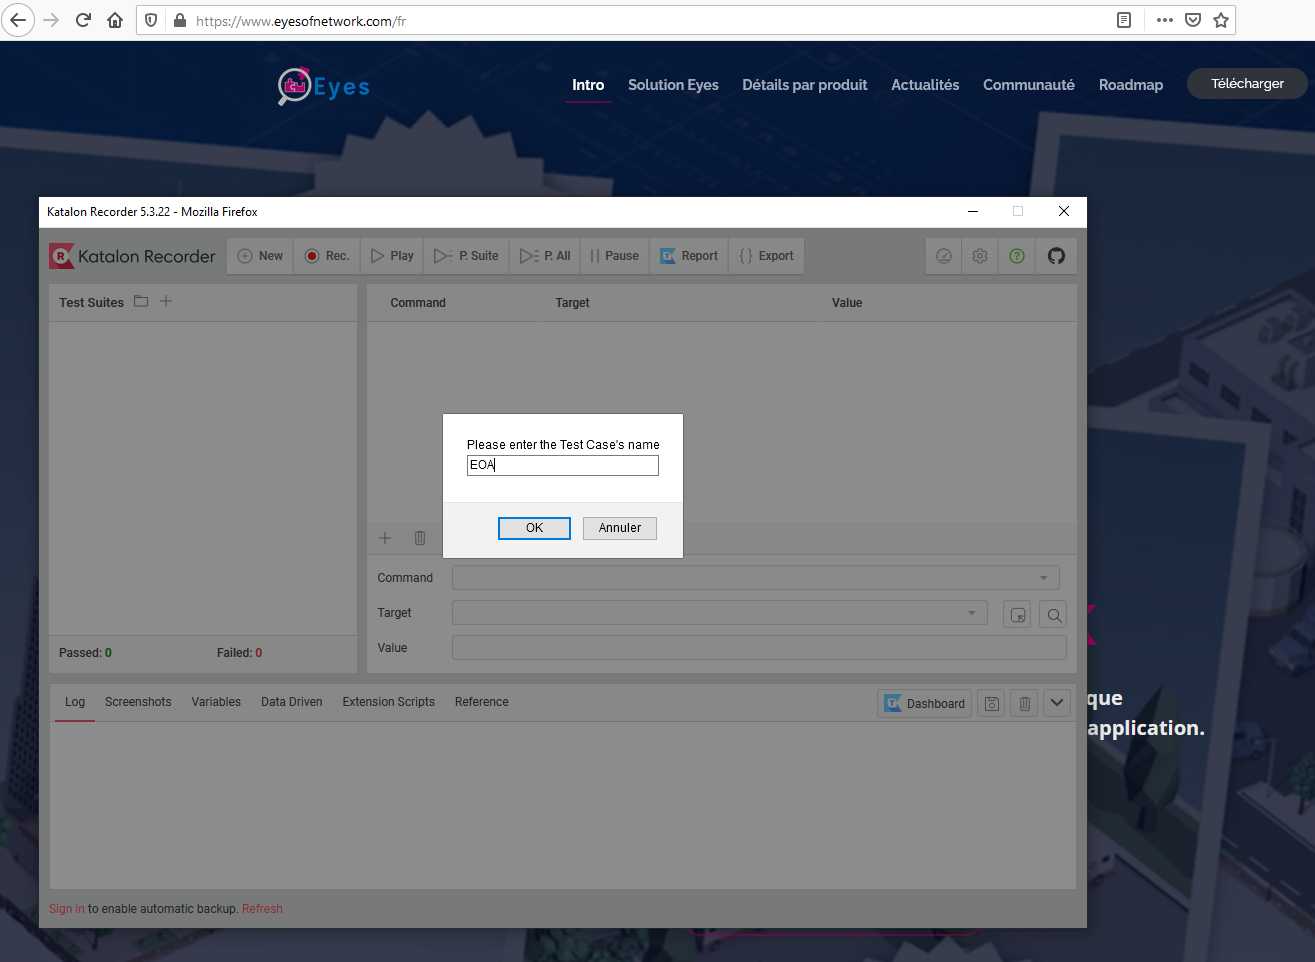 https://www.eyesofnetwork.com/fr
Eyes
Intro Solution Eyes Détails par produit Actualités Communauté Roadmap Télécharger
Katalon Recorder 5.3.22 - Mozilla Firefox
R Katalon Recorder New Rec. Play P. Suite P. All Pause Report Export
Test Suites
Command Target Value
Please enter the Test Case's name
EOA
OK Annuler
Command
Target
Value
Passed: 0 Failed: 0
Log Screenshots Variables Data Driven Extension Scripts Reference Dashboard
que
application.
Sign in to enable automatic backup. Refresh